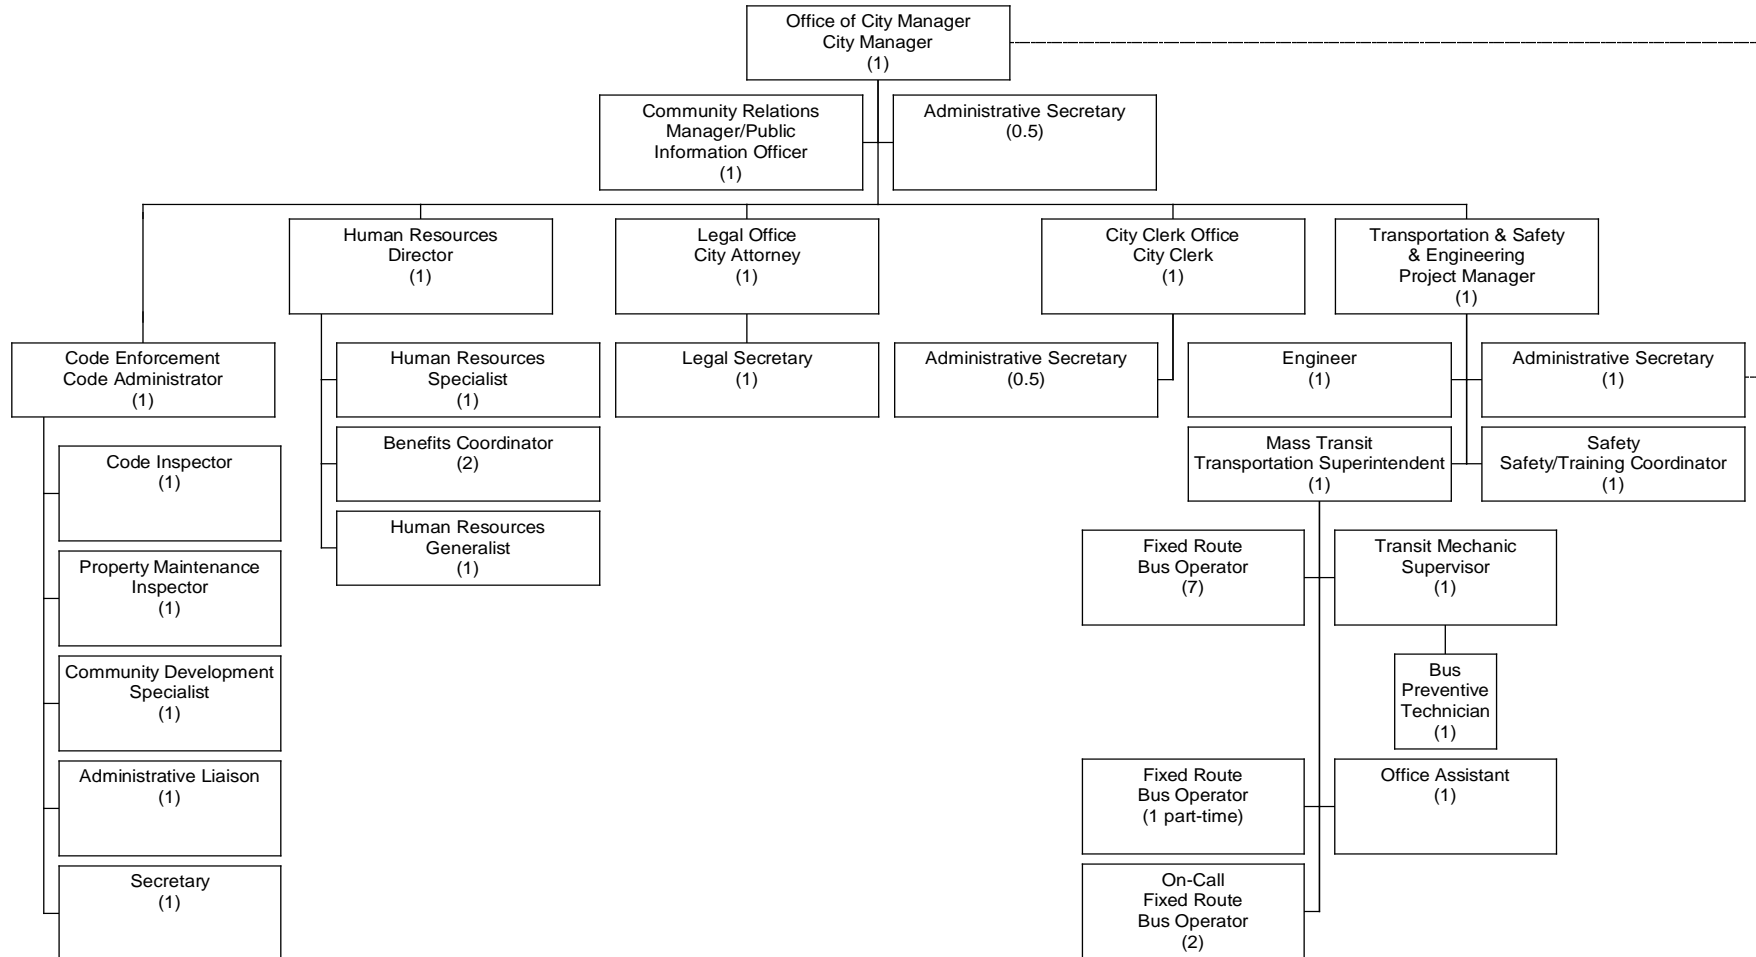 Office of City Manager
City Manager
(1)
Community Relations
Manager/Public
Information Officer
(1)
Administrative Secretary
(0.5)
Human Resources
Director
(1)
Legal Office
City Attorney
(1)
City Clerk Office
City Clerk
(1)
Transportation & Safety
& Engineering
Project Manager
(1)
Code Enforcement
Code Administrator
(1)
Human Resources
Specialist
(1)
Legal Secretary
(1)
Administrative Secretary
(0.5)
Engineer
(1)
Administrative Secretary
(1)
Code Inspector
(1)
Benefits Coordinator
(2)
Mass Transit
Transportation Superintendent
(1)
Safety
Safety/Training Coordinator
(1)
Human Resources
Generalist
(1)
Property Maintenance
Inspector
(1)
Fixed Route
Bus Operator
(7)
Transit Mechanic
Supervisor
(1)
Community Development
Specialist
(1)
Bus
Preventive
Technician
(1)
Administrative Liaison
(1)
Fixed Route
Bus Operator
(1 part-time)
Office Assistant
(1)
Secretary
(1)
On-Call
Fixed Route
Bus Operator
(2)